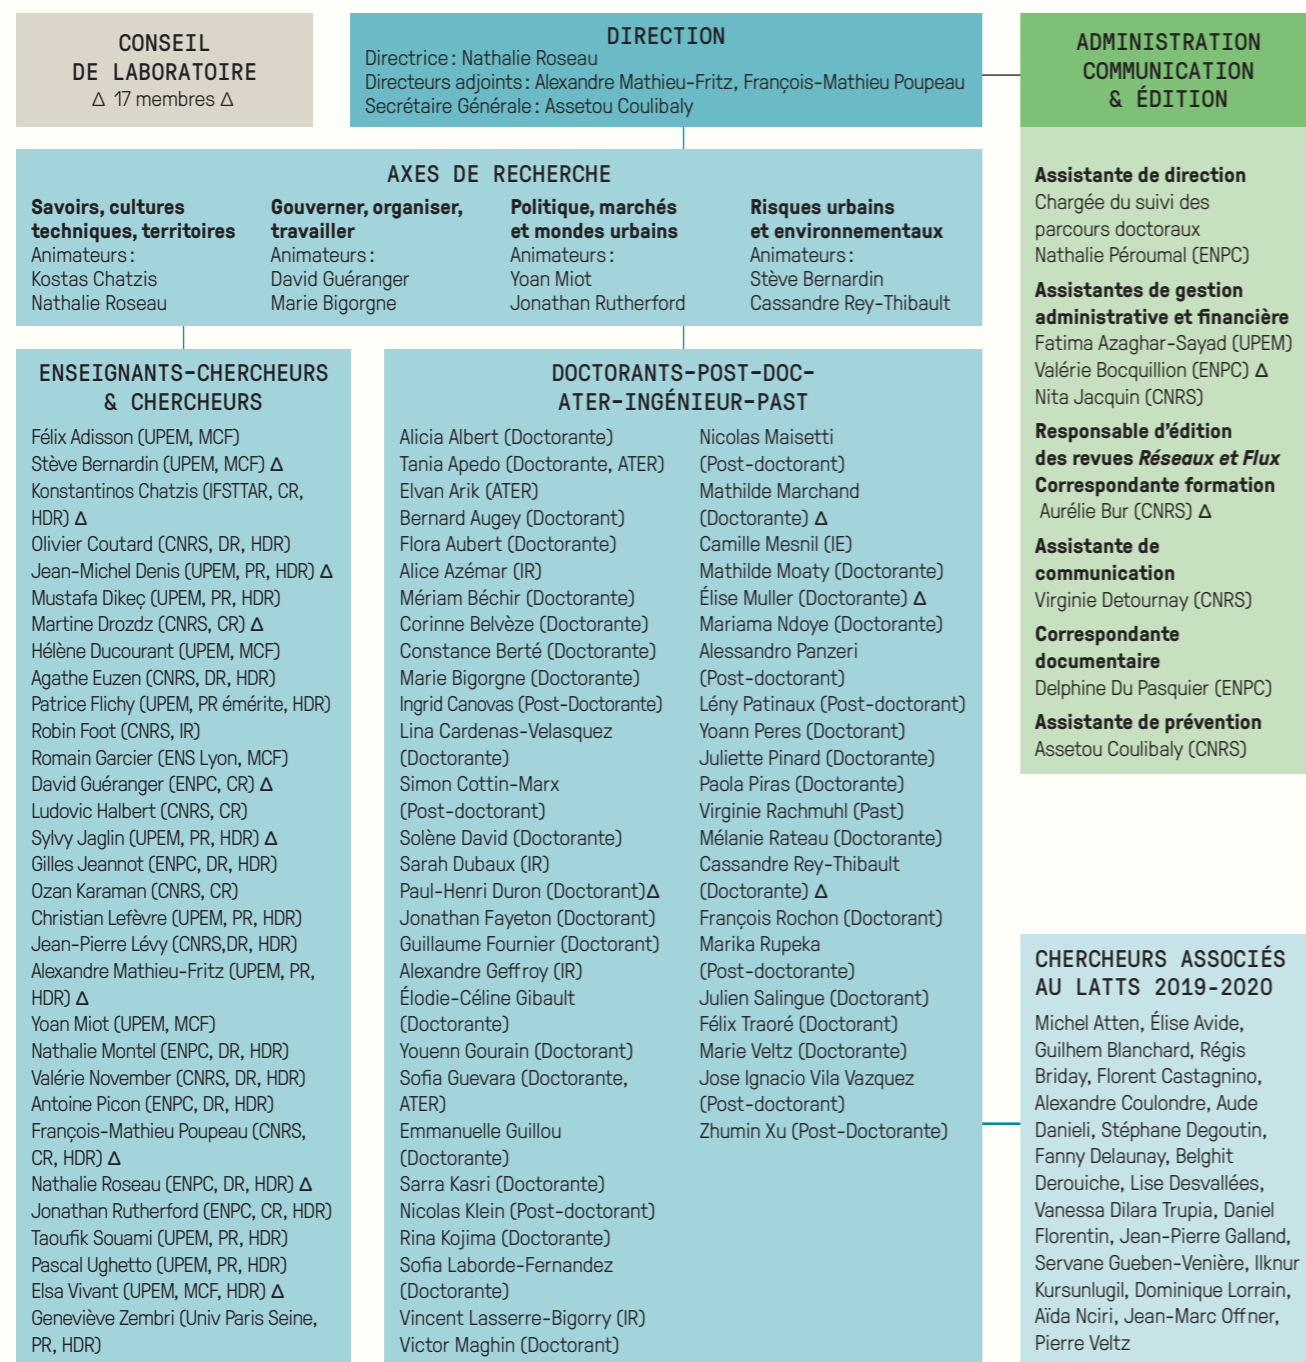 CONSEIL
DE LABORATOIRE
Δ 17 membres Δ
DIRECTION
Directrice : Nathalie Roseau
Directeurs adjoints : Alexandre Mathieu-Fritz, François-Mathieu Poupeau
Secrétaire Générale : Assetou Coulibaly
ADMINISTRATION
COMMUNICATION
& ÉDITION
AXES DE RECHERCHE
Savoirs, cultures
techniques, territoires
Animateurs :
Kostas Chatzis
Nathalie Roseau
Gouverner, organiser,
travailler
Animateurs :
David Guéranger
Marie Bigorgne
Politique, marchés
et mondes urbains
Animateurs :
Yoan Miot
Jonathan Rutherford
Risques urbains
et environnementaux
Animateurs :
Stève Bernardin
Cassandre Rey-Thibault
Assistante de direction
Chargée du suivi des
parcours doctoraux
Nathalie Péroumal (ENPC)
Assistantes de gestion
administrative et financière
Fatima Azaghar-Sayad (UPEM)
Valérie Bocquillion (ENPC) Δ
Nita Jacquin (CNRS)
Responsable d'édition
des revues Réseaux et Flux
Correspondante formation
Aurélie Bur (CNRS) Δ
Assistante de
communication
Virginie Detournay (CNRS)
Correspondante
documentaire
Delphine Du Pasquier (ENPC)
Assistante de prévention
Assetou Coulibaly (CNRS)
ENSEIGNANTS-CHERCHEURS
& CHERCHEURS
Félix Adisson (UPEM, MCF)
Stève Bernardin (UPEM, MCF) Δ
Konstantinos Chatzis (IFSTTAR, CR,
HDR) Δ
Olivier Coutard (CNRS, DR, HDR)
Jean-Michel Denis (UPEM, PR, HDR) Δ
Mustafa Dikeç (UPEM, PR, HDR)
Martine Drozdz (CNRS, CR) Δ
Hélène Ducourant (UPEM, MCF)
Agathe Euzen (CNRS, DR, HDR)
Patrice Flichy (UPEM, PR émérite, HDR)
Robin Foot (CNRS, IR)
Romain Garcier (ENS Lyon, MCF)
David Guéranger (ENPC, CR) Δ
Ludovic Halbert (CNRS, CR)
Sylvy Jaglin (UPEM, PR, HDR) Δ
Gilles Jeannot (ENPC, DR, HDR)
Ozan Karaman (CNRS, CR)
Christian Lefèvre (UPEM, PR, HDR)
Jean-Pierre Lévy (CNRS,DR, HDR)
Alexandre Mathieu-Fritz (UPEM, PR,
HDR) Δ
Yoan Miot (UPEM, MCF)
Nathalie Montel (ENPC, DR, HDR)
Valérie November (CNRS, DR, HDR)
Antoine Picon (ENPC, DR, HDR)
François-Mathieu Poupeau (CNRS,
CR, HDR) Δ
Nathalie Roseau (ENPC, DR, HDR) Δ
Jonathan Rutherford (ENPC, CR, HDR)
Taoufik Souami (UPEM, PR, HDR)
Pascal Ughetto (UPEM, PR, HDR)
Elsa Vivant (UPEM, MCF, HDR) Δ
Geneviève Zembri (Univ Paris Seine,
PR, HDR)
DOCTORANTS-POST-DOC-
ATER-INGÉNIEUR-PAST
Alicia Albert (Doctorante)
Tania Apedo (Doctorante, ATER)
Elvan Arik (ATER)
Bernard Augey (Doctorant)
Flora Aubert (Doctorante)
Alice Azémar (IR)
Mériam Béchir (Doctorante)
Corinne Belvèze (Doctorante)
Constance Berté (Doctorante)
Marie Bigorgne (Doctorante)
Ingrid Canovas (Post-Doctorante)
Lina Cardenas-Velasquez
(Doctorante)
Simon Cottin-Marx
(Post-doctorant)
Solène David (Doctorante)
Sarah Dubaux (IR)
Paul-Henri Duron (Doctorant)Δ
Jonathan Fayeton (Doctorant)
Guillaume Fournier (Doctorant)
Alexandre Geffroy (IR)
Élodie-Céline Gibault
(Doctorante)
Youenn Gourain (Doctorant)
Sofia Guevara (Doctorante,
ATER)
Emmanuelle Guillou
(Doctorante)
Sarra Kasri (Doctorante)
Nicolas Klein (Post-doctorant)
Rina Kojima (Doctorante)
Sofia Laborde-Fernandez
(Doctorante)
Vincent Lasserre-Bigorry (IR)
Victor Maghin (Doctorant)
Nicolas Maisetti
(Post-doctorant)
Mathilde Marchand
(Doctorante) Δ
Camille Mesnil (IE)
Mathilde Moaty (Doctorante)
Élise Muller (Doctorante) Δ
Mariama Ndoye (Doctorante)
Alessandro Panzeri
(Post-doctorant)
Lény Patinaux (Post-doctorant)
Yoann Peres (Doctorant)
Juliette Pinard (Doctorante)
Paola Piras (Doctorante)
Virginie Rachmuhl (Past)
Mélanie Rateau (Doctorante)
Cassandre Rey-Thibault
(Doctorante) Δ
François Rochon (Doctorant)
Marika Rupeka
(Post-doctorante)
Julien Salingue (Doctorant)
Félix Traoré (Doctorant)
Marie Veltz (Doctorante)
Jose Ignacio Vila Vazquez
(Post-doctorant)
Zhumin Xu (Post-Doctorante)
CHERCHEURS ASSOCIÉS
AU LATTS 2019-2020
Michel Atten, Élise Avide,
Guilhem Blanchard, Régis
Briday, Florent Castagnino,
Alexandre Coulondre, Aude
Danieli, Stéphane Degoutin,
Fanny Delaunay, Belghit
Derouiche, Lise Desvallées,
Vanessa Dilara Trupia, Daniel
Florentin, Jean-Pierre Galland,
Servane Gueben-Venière, Ilknur
Kursunlugil, Dominique Lorrain,
Aïda Nciri, Jean-Marc Offner,
Pierre Veltz